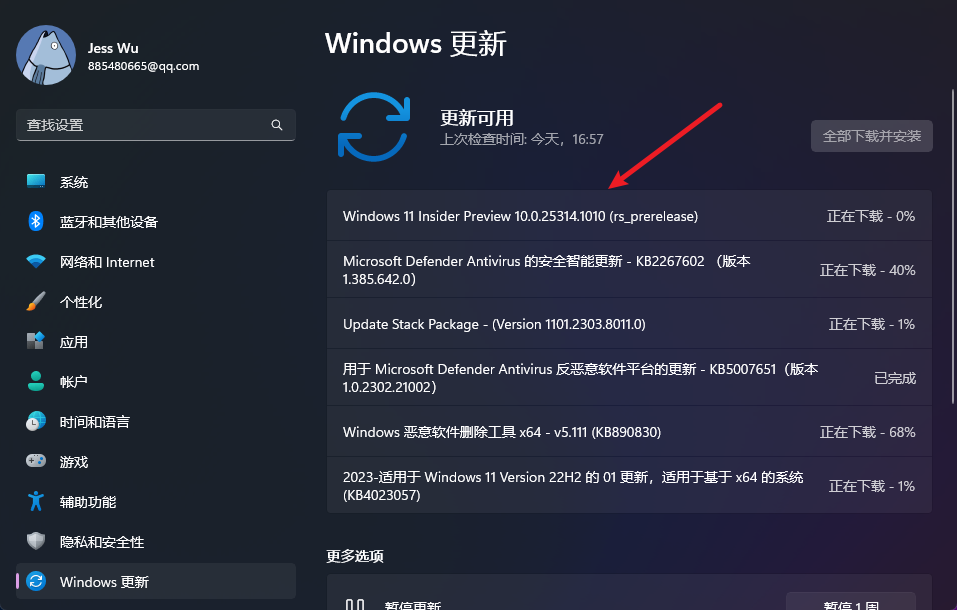 Jess Wu
885480665@qq.com
查找设置
系统
蓝牙和其他设备
网络和 Internet
个性化
应用
帐户
时间和语言
游戏
辅助功能
隐私和安全性
Windows 更新
Windows 更新
更新可用
上次检查时间: 今天，16:57
全部下载并安装
Windows 11 Insider Preview 10.0.25314.1010 (rs_prerelease)
正在下载 - 0%
Microsoft Defender Antivirus 的安全智能更新 - KB2267602 （版本
1.385.642.0）
正在下载 - 40%
Update Stack Package - (Version 1101.2303.8011.0)
正在下载 - 1%
用于 Microsoft Defender Antivirus 反恶意软件平台的更新 - KB5007651（版本
1.0.2302.21002）
已完成
Windows 恶意软件删除工具 x64 - v5.111 (KB890830)
正在下载 - 68%
2023-适用于 Windows 11 Version 22H2 的 01 更新，适用于基于 x64 的系统
(KB4023057)
正在下载 - 1%
更多选项
暂停更新
暂停 1 周